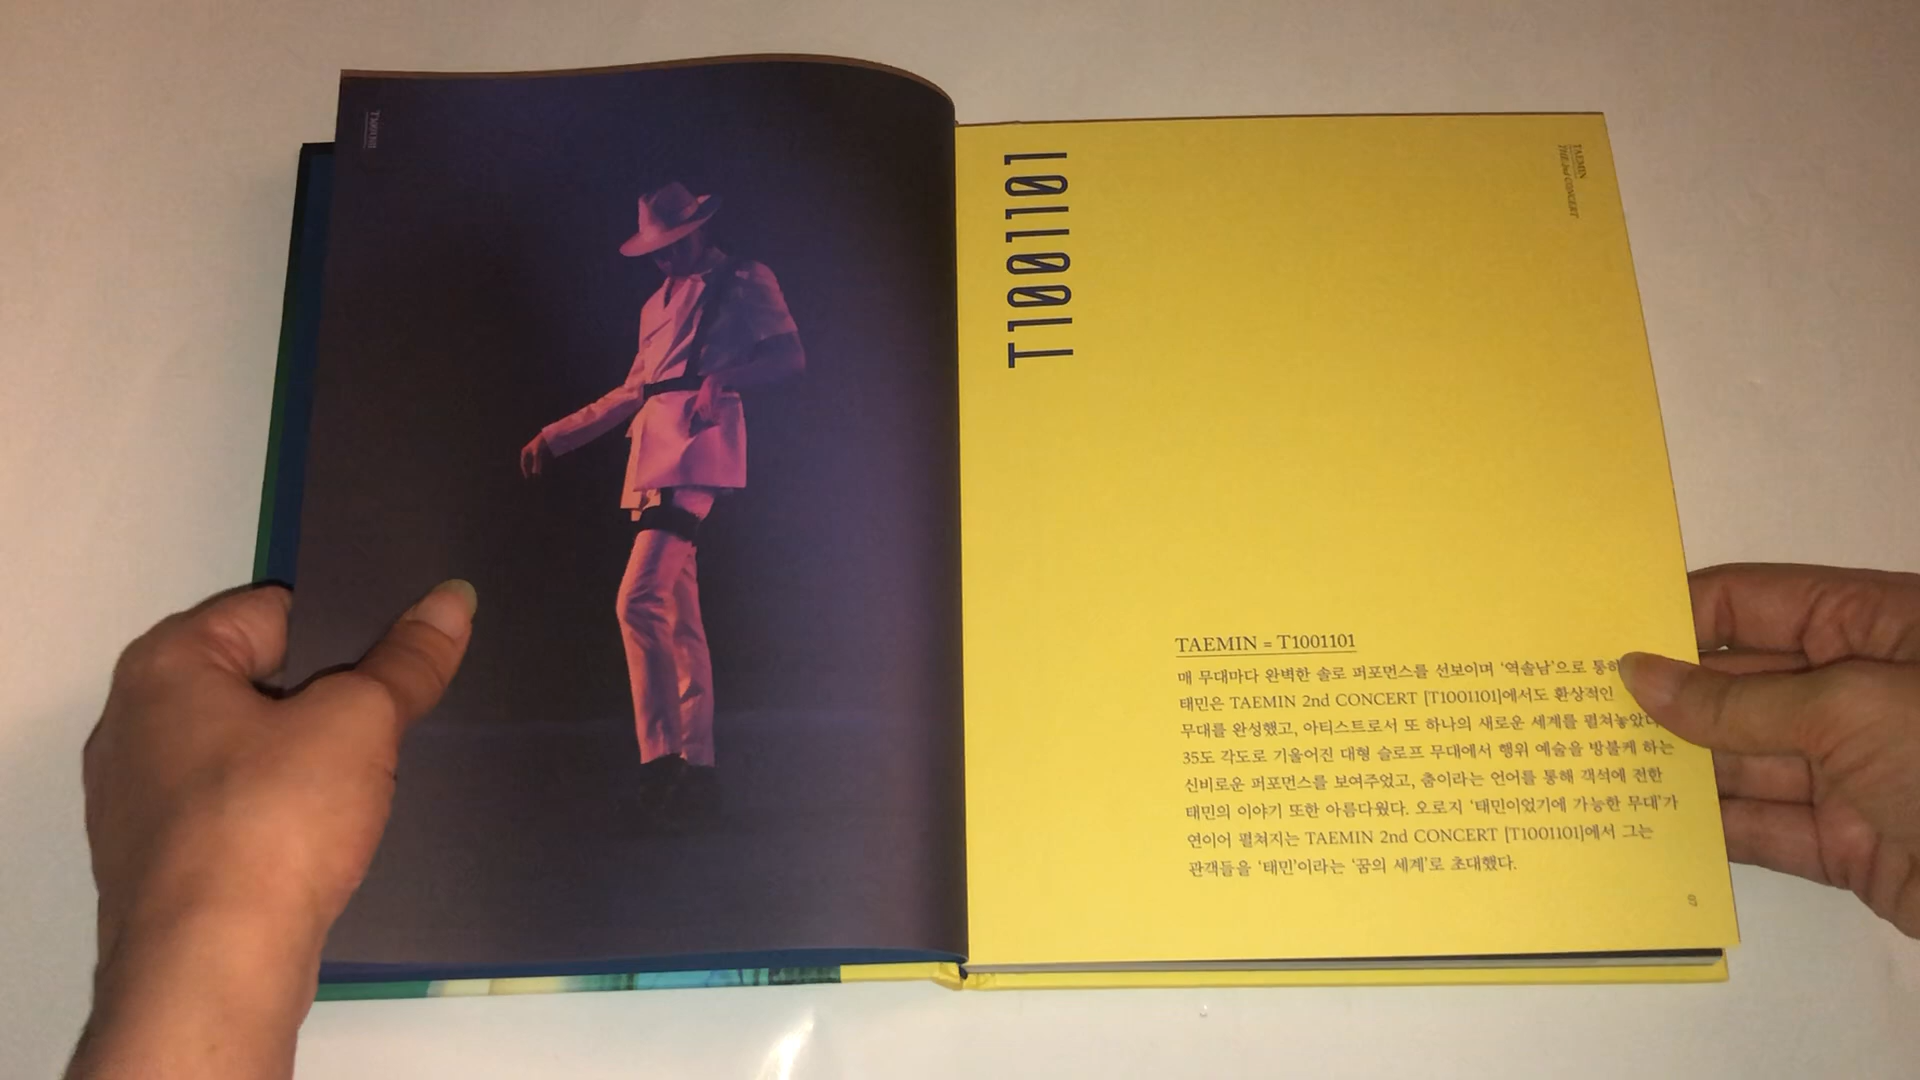 T1001101
TAEMIN
THE 2nd CONCERT
T1001101
TAEMIN = T1001101
매 무대마다 완벽한 솔로 퍼포먼스를 선보이며 ‘역솔남’으로 통하
태민은 TAEMIN 2nd CONCERT [T1001101]에서도 환상적인
무대를 완성했고, 아티스트로서 또 하나의 새로운 세계를 펼쳐놓았다.
35도 각도로 기울어진 대형 슬로프 무대에서 행위 예술을 방불케 하는
신비로운 퍼포먼스를 보여주었고, 춤이라는 언어를 통해 객석에 전한
태민의 이야기 또한 아름다웠다. 오로지 ‘태민이었기에 가능한 무대’가
연이어 펼쳐지는 TAEMIN 2nd CONCERT [T1001101]에서 그는
관객들을 ‘태민’이라는 ‘꿈의 세계’로 초대했다.